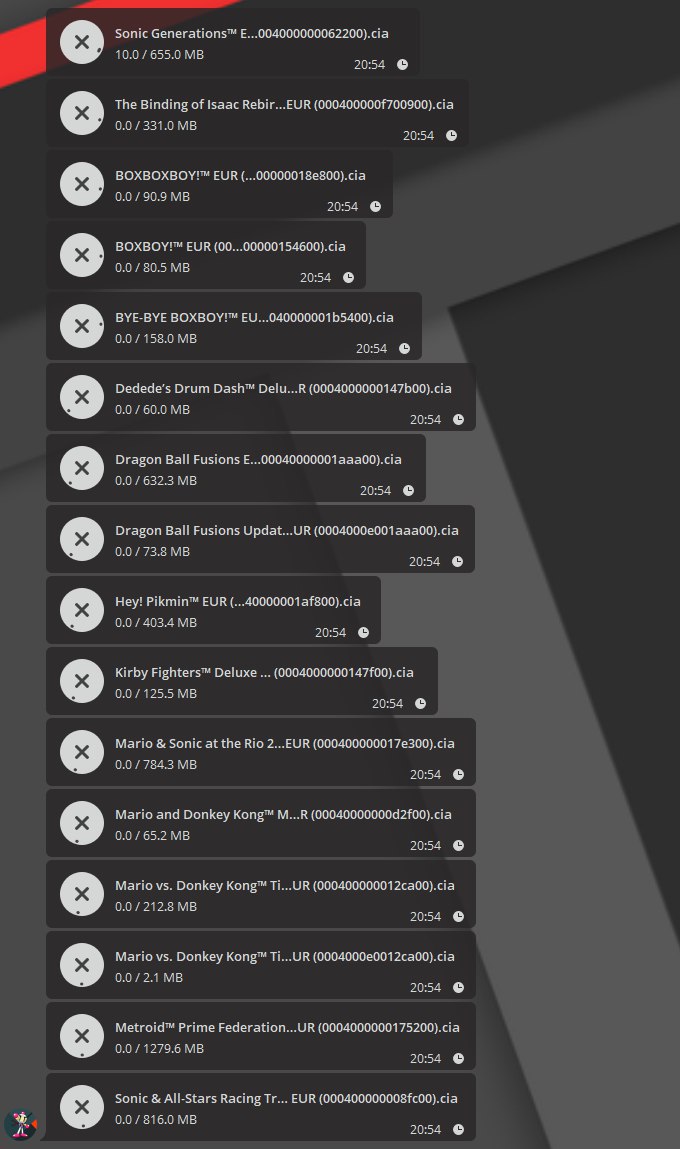 Sonic Generations™ E...004000000062200).cia
10.0 / 655.0 MB
20:54
The Binding of Isaac Rebir...EUR (000400000f700900).cia
0.0 / 331.0 MB
20:54
BOXBOXBOY!™ EUR (...00000018e800).cia
0.0 / 90.9 MB
20:54
BOXBOY!™ EUR (00...00000154600).cia
0.0 / 80.5 MB
20:54
BYE-BYE BOXBOY!™ EU...040000001b5400).cia
0.0 / 158.0 MB
20:54
Dedede’s Drum Dash™ Delu...R (0004000000147b00).cia
0.0 / 60.0 MB
20:54
Dragon Ball Fusions E...00040000001aaa00).cia
0.0 / 632.3 MB
20:54
Dragon Ball Fusions Updat...UR (0004000e001aaa00).cia
0.0 / 73.8 MB
20:54
Hey! Pikmin™ EUR (...40000001af800).cia
0.0 / 403.4 MB
20:54
Kirby Fighters™ Deluxe ... (0004000000147f00).cia
0.0 / 125.5 MB
20:54
Mario & Sonic at the Rio 2...EUR (000400000017e300).cia
0.0 / 784.3 MB
20:54
Mario and Donkey Kong™ M...R (00040000000d2f00).cia
0.0 / 65.2 MB
20:54
Mario vs. Donkey Kong™ Ti...UR (000400000012ca00).cia
0.0 / 212.8 MB
20:54
Mario vs. Donkey Kong™ Ti...UR (0004000e0012ca00).cia
0.0 / 2.1 MB
20:54
Metroid™ Prime Federation...UR (0004000000175200).cia
0.0 / 1279.6 MB
20:54
Sonic & All-Stars Racing Tr... EUR (000400000008fc00).cia
0.0 / 816.0 MB
20:54